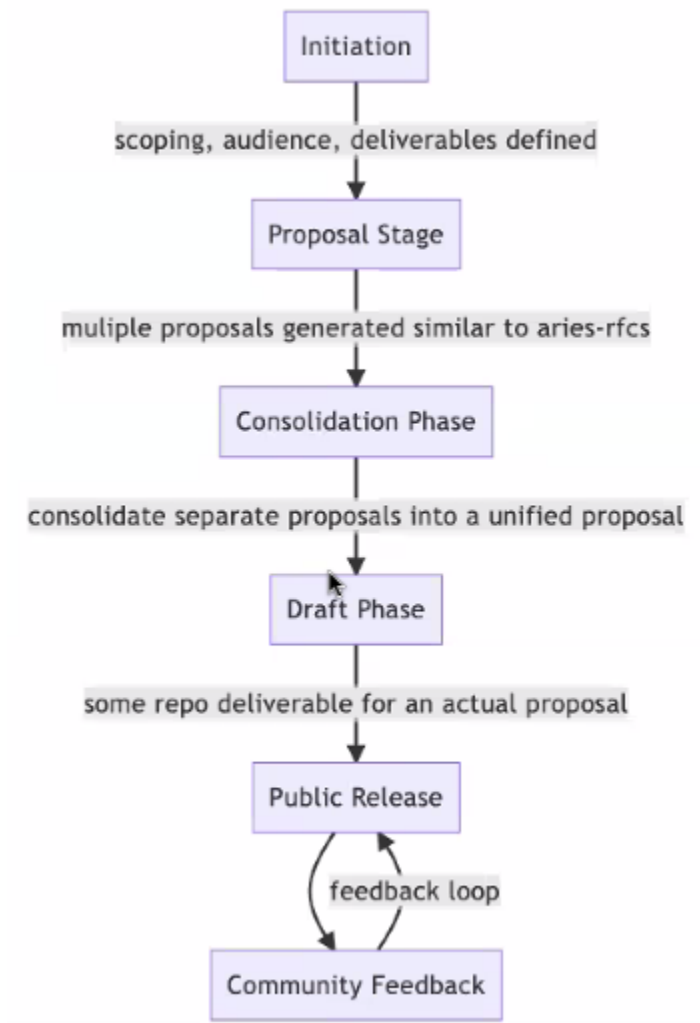 Initiation
scoping, audience, deliverables defined
Proposal Stage
muliple proposals generated similar to aries-rfcs
Consolidation Phase
consolidate separate proposals into a unified proposal
Draft Phase
some repo deliverable for an actual proposal
Public Release
feedback loop
Community Feedback